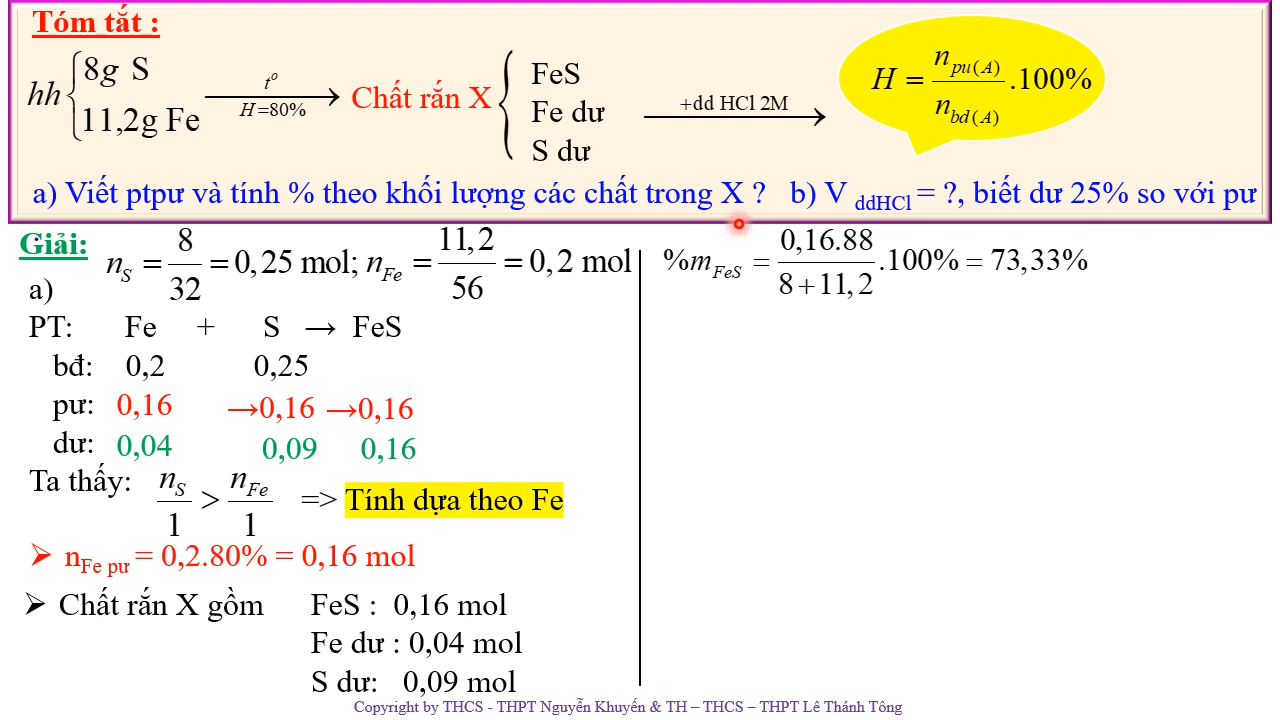 Tóm tắt :
hh { 8g S
11,2g Fe
t° H=80%
Chất rắn X { FeS
Fe dư
S dư
+dd HCl 2M
H = n_pu(A) / n_bd(A) .100%
a) Viết ptpư và tính % theo khối lượng các chất trong X ? b) V ddHCl = ?, biết dư 25% so với pư
Giải:
a) n_S = 8/32 = 0,25 mol; n_Fe = 11,2/56 = 0,2 mol
PT: Fe + S → FeS
bđ: 0,2 0,25
pư: 0,16 →0,16 →0,16
dư: 0,04 0,09 0,16
Ta thấy: n_S/1 > n_Fe/1 => Tính dựa theo Fe
➢ nFe pư = 0,2.80% = 0,16 mol
➢ Chất rắn X gồm FeS : 0,16 mol
Fe dư : 0,04 mol
S dư: 0,09 mol
%m_FeS = 0,16.88 / 8+11,2 .100% = 73,33%
Copyright by THCS - THPT Nguyễn Khuyến & TH – THCS – THPT Lê Thánh Tông